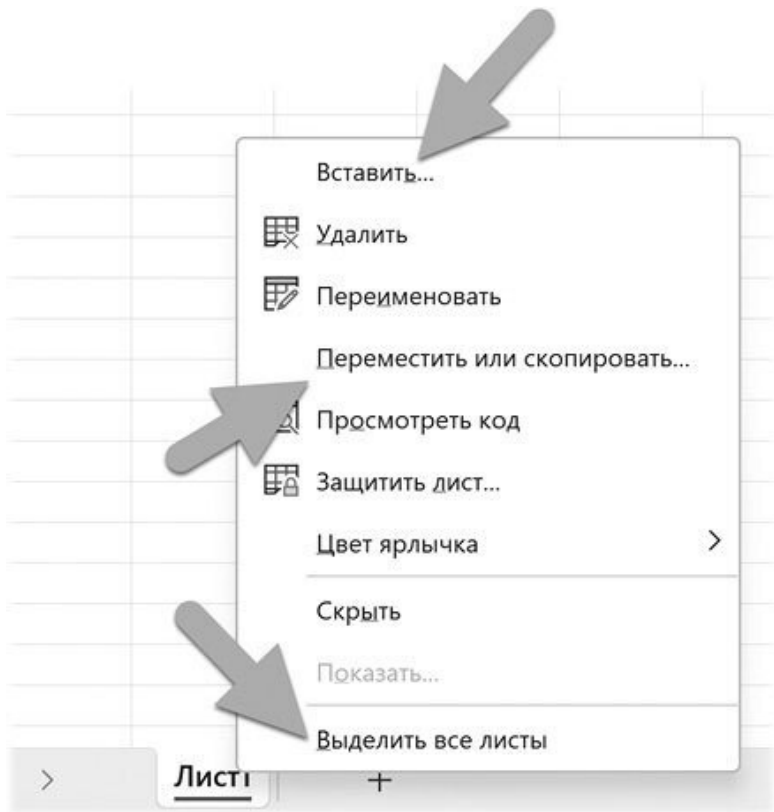 Вставить...
Удалить
Переименовать
Переместить или скопировать...
Просмотреть код
Защитить лист...
Цвет ярлычка
Скрыть
Показать...
Выделить все листы
Лист1